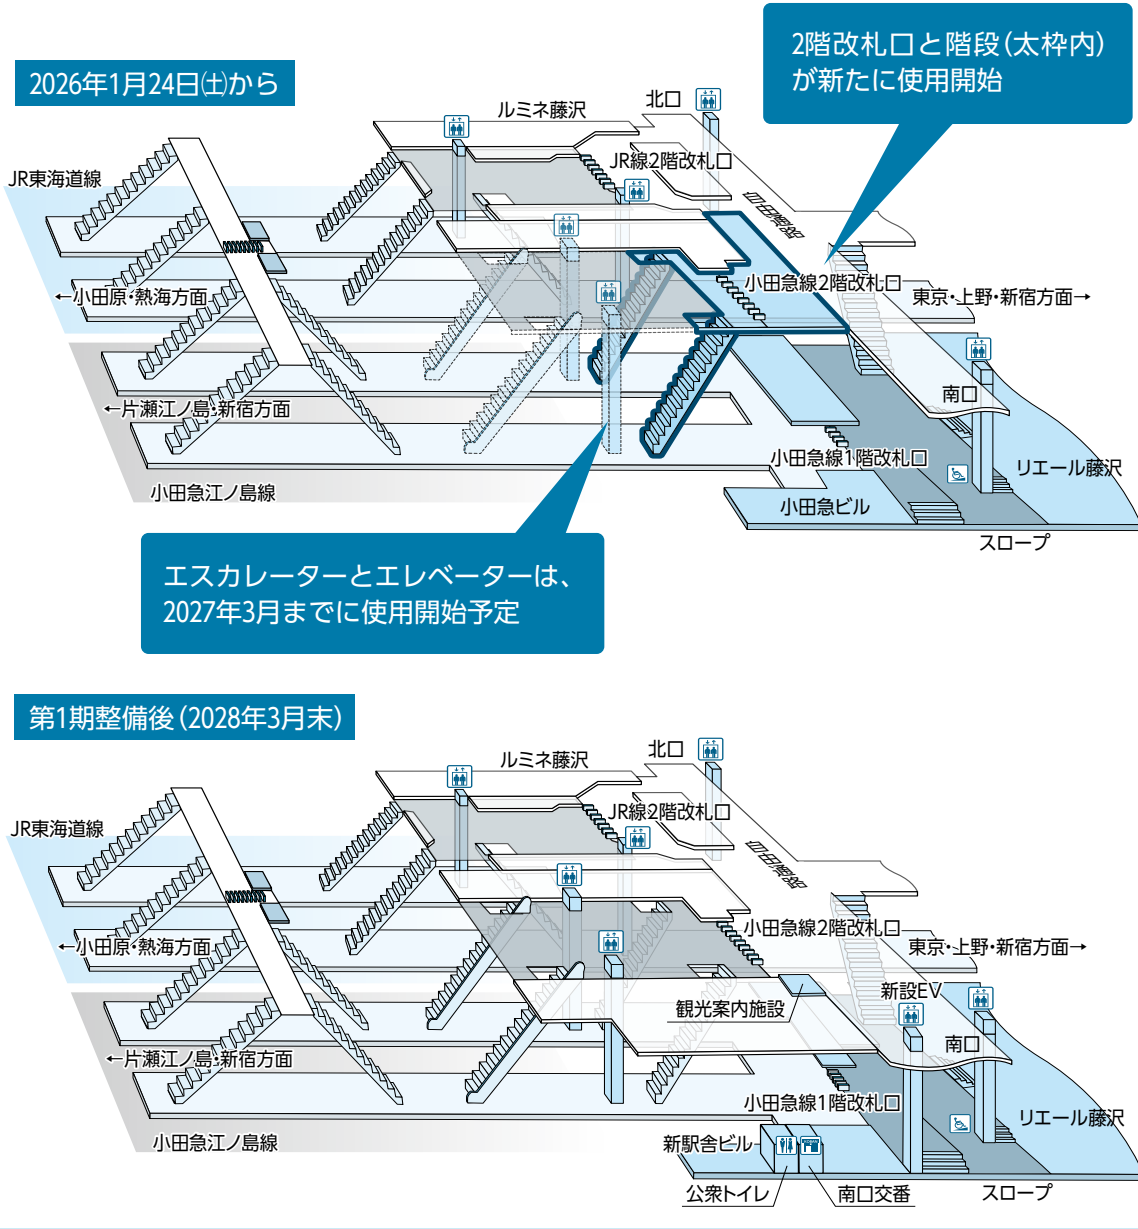 2階改札口と階段(太枠内)
が新たに使用開始
2026年1月24日㈯から
北口
ルミネ藤沢
JR線2階改札口
JR東海道線
小田急線2階改札口
←小田原・熱海方面
東京・上野・新宿方面→
南口
←片瀬江ノ島・新宿方面
小田急線1階改札口
リエール藤沢
小田急江ノ島線
小田急ビル
スロープ
エスカレーターとエレベーターは、
2027年3月までに使用開始予定
第1期整備後(2028年3月末)
北口
ルミネ藤沢
JR線2階改札口
JR東海道線
小田急線2階改札口
←小田原・熱海方面
東京・上野・新宿方面→
新設EV
観光案内施設
南口
←片瀬江ノ島・新宿方面
小田急線1階改札口
リエール藤沢
小田急江ノ島線
新駅舎ビル
公衆トイレ
南口交番
スロープ